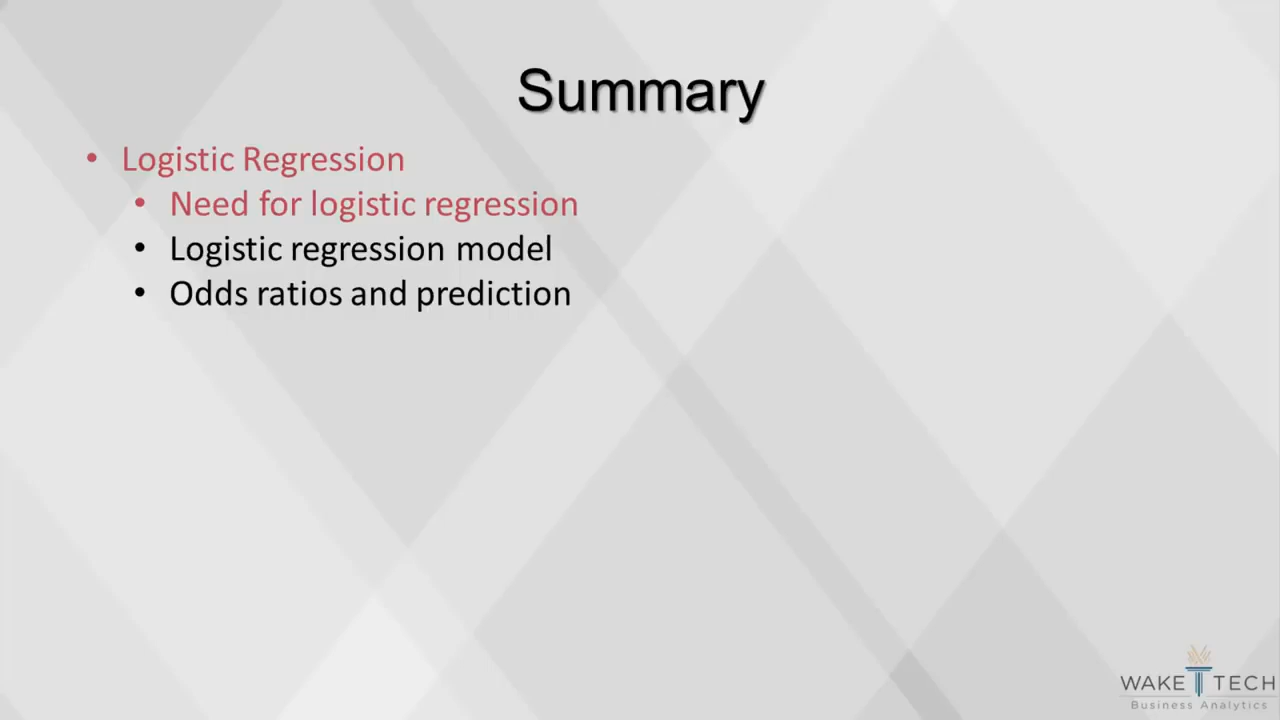 Summary
• Logistic Regression
• Need for logistic regression
• Logistic regression model
• Odds ratios and prediction
WAKE TECH
Business Analytics